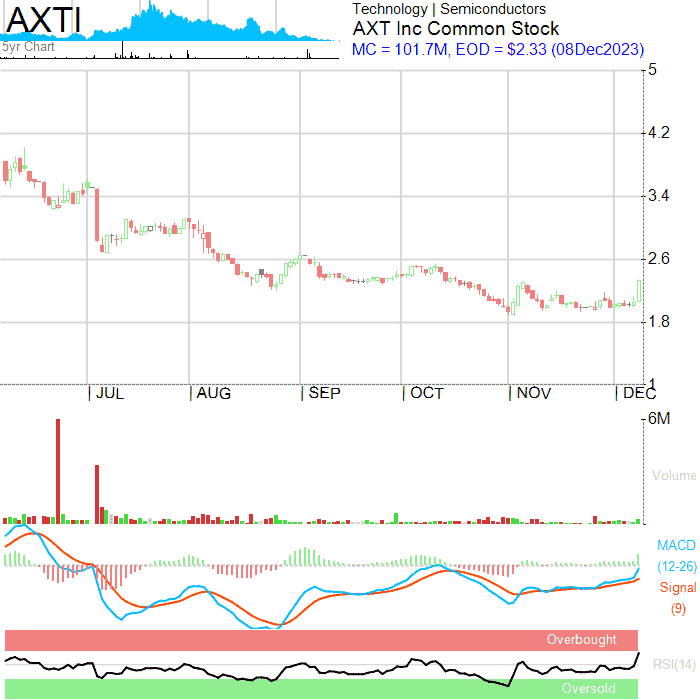 AXTI
5yr Chart
Technology | Semiconductors
AXT Inc Common Stock
MC = 101.7M, EOD = $2.33 (08Dec2023)
5
4.2
3.4
2.6
1.8
1
| JUL | AUG | SEP | OCT | NOV | DEC
6M
Volume
MACD
(12-26)
Signal
(9)
Overbought
RSI(14)
Oversold